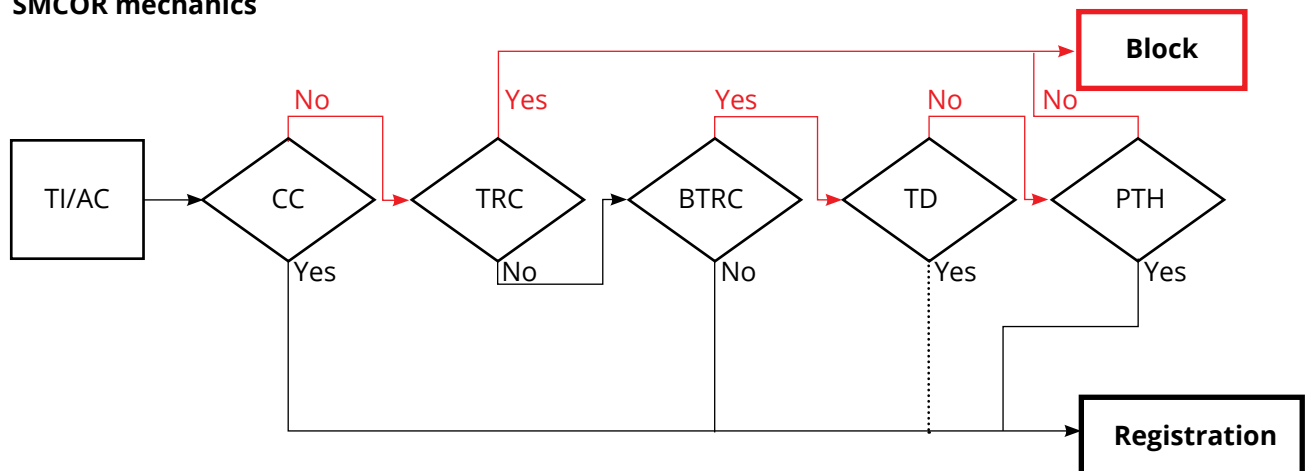 SMCOR mechanics
Block
No
Yes
Yes
No
No
TI/AC
CC
TRC
BTRC
TD
PTH
Yes
No
No
Yes
Yes
Registration